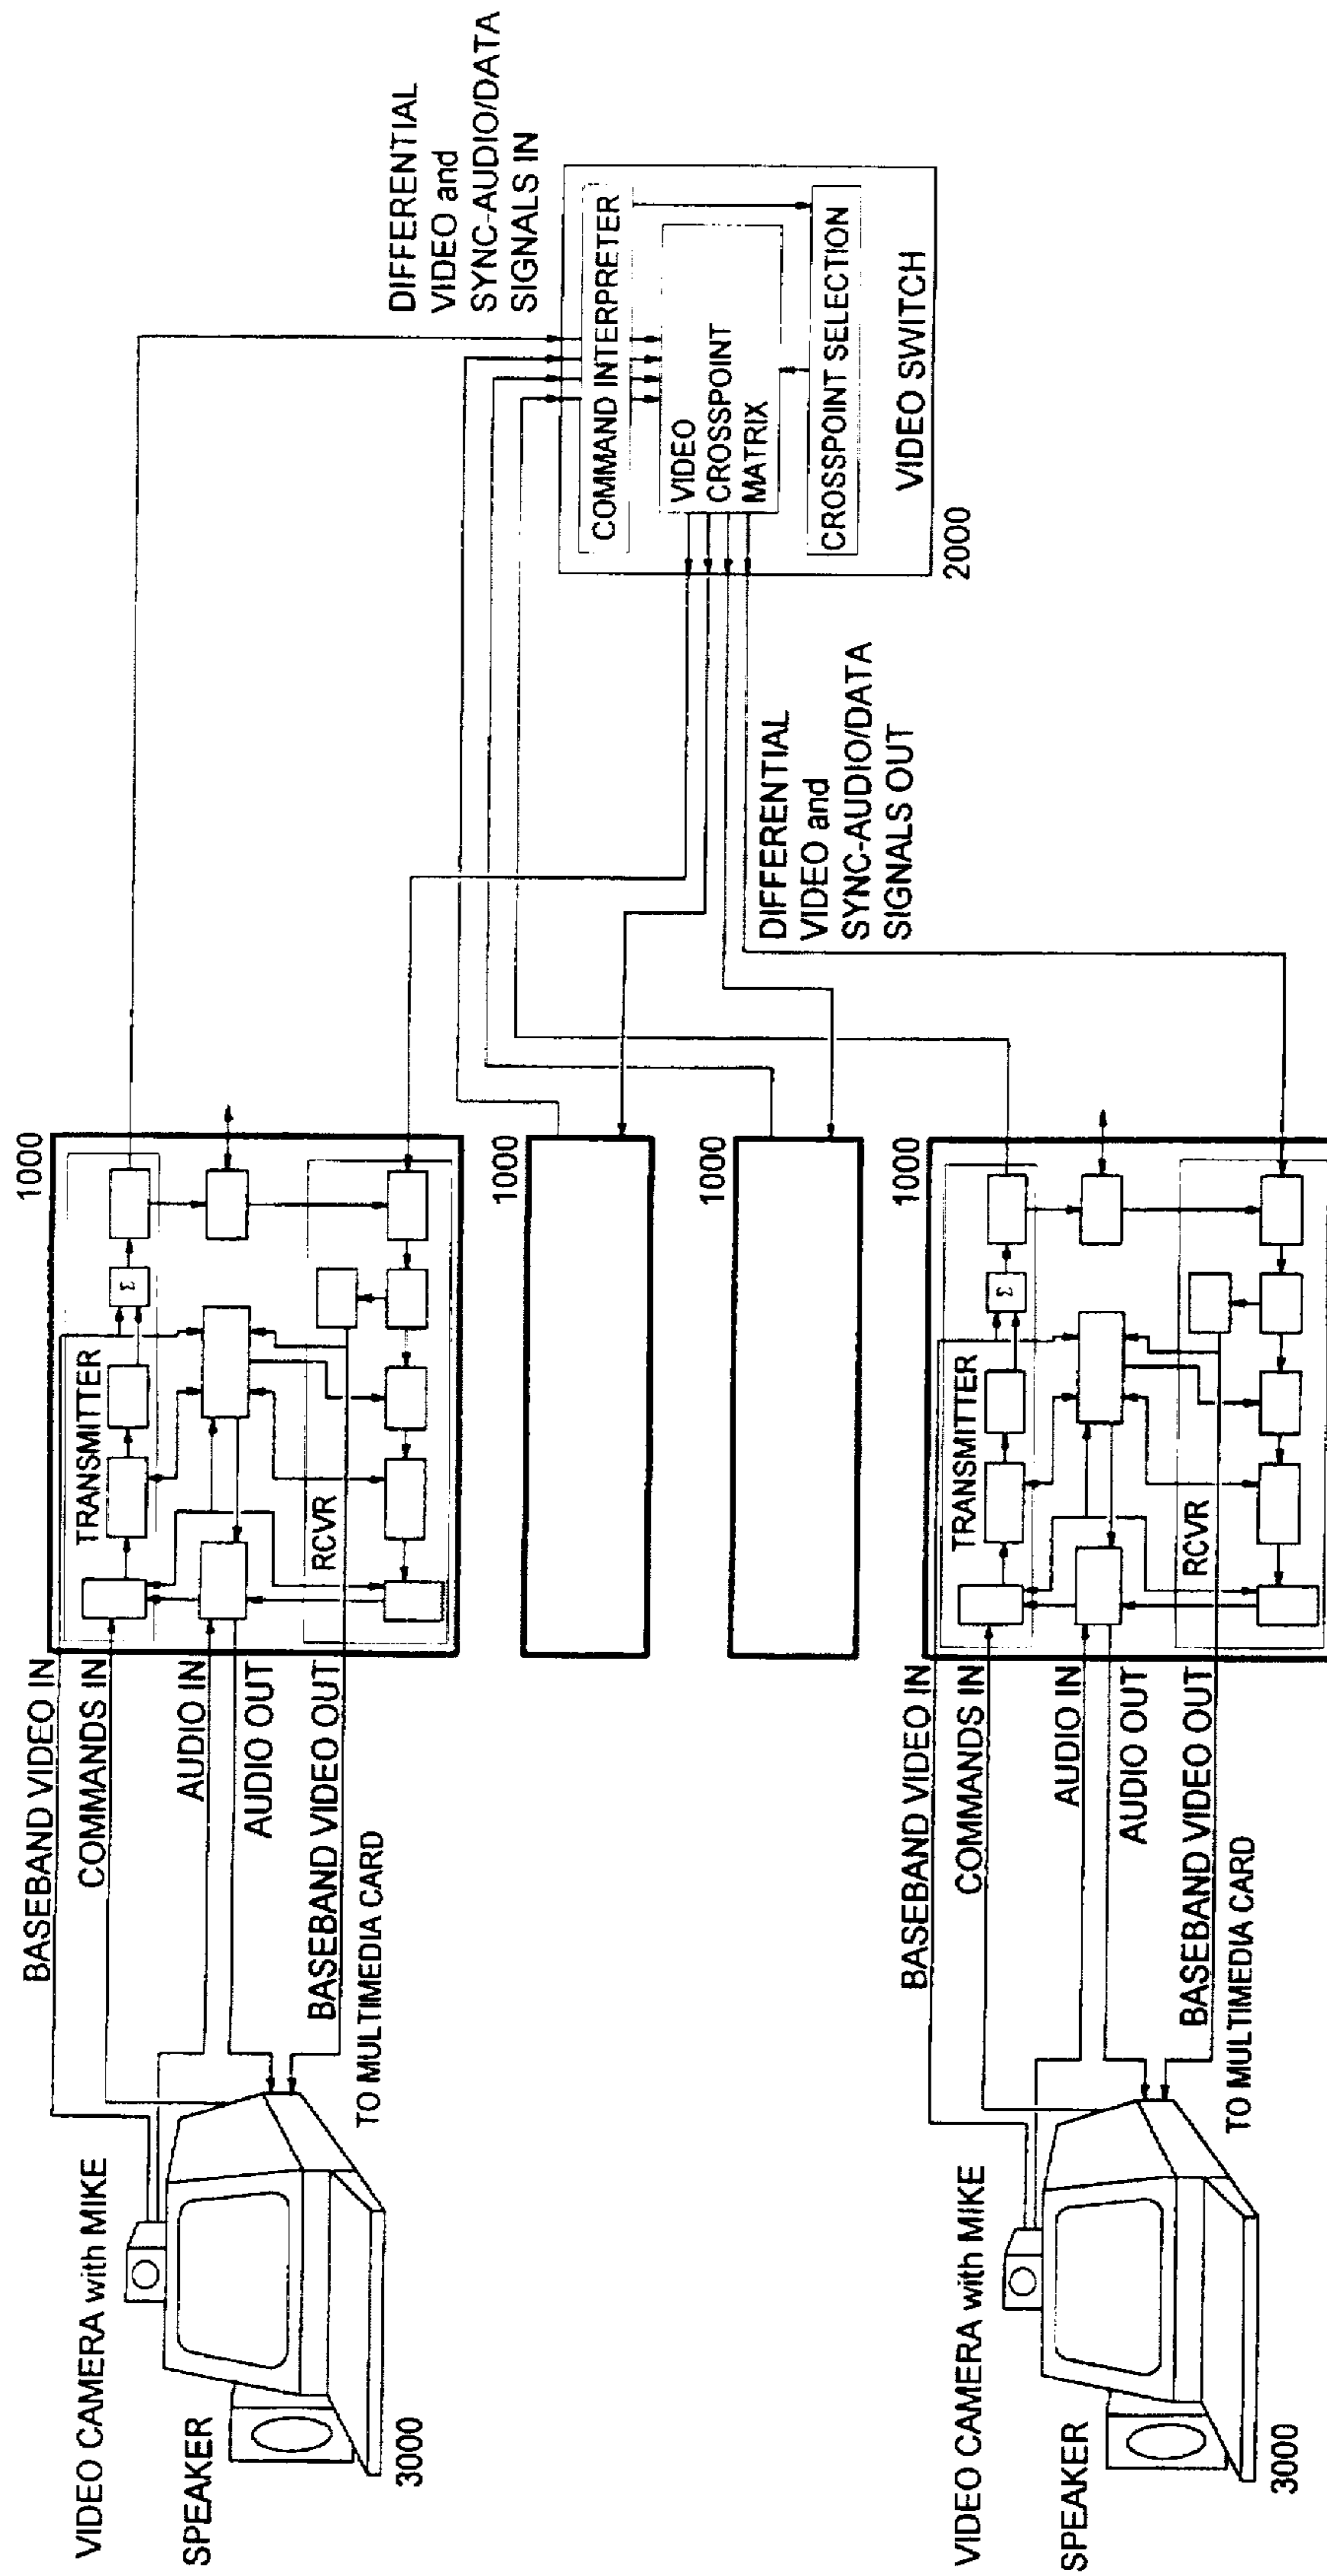 VIDEO CAMERA with MIKE
SPEAKER
3000
BASEBAND VIDEO IN
COMMANDS IN
AUDIO IN
AUDIO OUT
BASEBAND VIDEO OUT
TO MULTIMEDIA CARD
1000
TRANSMITTER
Σ
RCVR
1000
1000
VIDEO CAMERA with MIKE
SPEAKER
3000
BASEBAND VIDEO IN
COMMANDS IN
AUDIO IN
AUDIO OUT
BASEBAND VIDEO OUT
TO MULTIMEDIA CARD
1000
TRANSMITTER
Σ
RCVR
DIFFERENTIAL
VIDEO and
SYNC-AUDIO/DATA
SIGNALS OUT
DIFFERENTIAL
VIDEO and
SYNC-AUDIO/DATA
SIGNALS IN
COMMAND INTERPRETER
VIDEO
CROSSPOINT
MATRIX
CROSSPOINT SELECTION
VIDEO SWITCH
2000